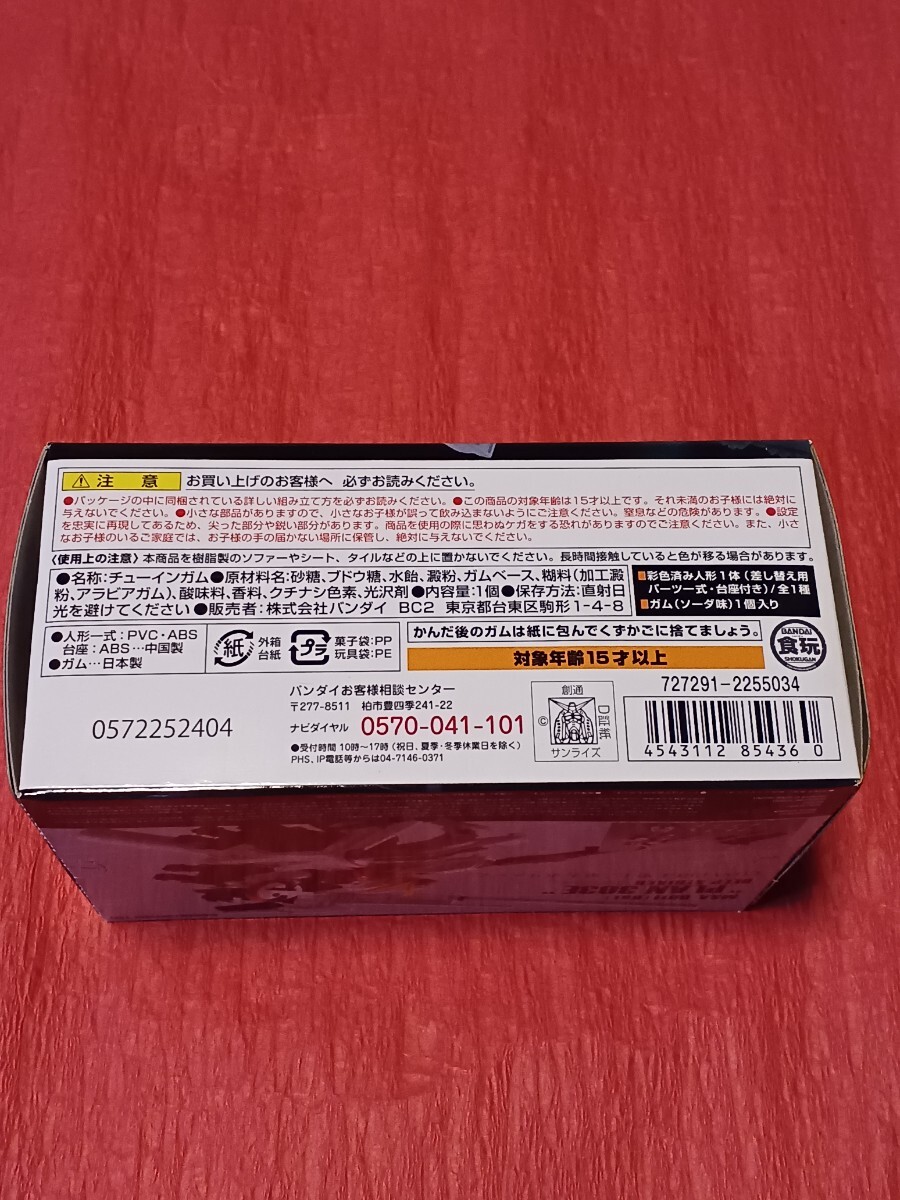 ⚠注意 お買い上げのお客様へ 必ずお読みください。
●パッケージの中に同梱されている詳しい組み立て方を必ずお読みください。●この商品の対象年齢は15才以上です。それ未満のお子様には絶対に
与えないでください。●小さな部品がありますので、小さなお子様が誤って飲み込まないようにご注意ください。窒息などの危険があります。●設定
を忠実に再現してあるため、尖った部分や鋭い部分があります。商品を使用の際に思わぬケガをする恐れがありますのでご注意ください。また、小さ
なお子様のいるご家庭では、お子様の手の届かない場所に保管し、絶対に与えないでください。
〈使用上の注意〉本商品を樹脂製のソファーやシート、タイルなどの上に置かないでください。長時間接触していると色が移る場合があります。
●名称:チューインガム●原材料名:砂糖、ブドウ糖、水飴、澱粉、ガムベース、糊料(加工澱
粉、アラビアガム)、酸味料、香料、クチナシ色素、光沢剤●内容量:1個●保存方法:直射日
光を避けてください●販売者:株式会社バンダイ BC2 東京都台東区駒形1-4-8
■彩色済み人形1体(差し替え用
パーツ一式・台座付き)/全1種
■ガム(ソーダ味)1個入り
●人形一式:PVC・ABS
台座:ABS…中国製
●ガム…日本製
紙 外箱
台紙
プラ 菓子袋:PP
玩具袋:PE
かんだ後のガムは紙に包んでくずかごに捨てましょう。
対象年齢15才以上
BANDAI
食玩
SHOKUGAN
0572252404
バンダイお客様相談センター
〒277-8511 柏市豊四季241-22
ナビダイヤル 0570-041-101
●受付時間 10時〜17時(祝日、夏季・冬季休業日を除く)
PHS、IP電話等からは04-7146-0371
創通
©
サンライズ
D証紙
727291-2255034
4543112 854360
"PLAN 303E"